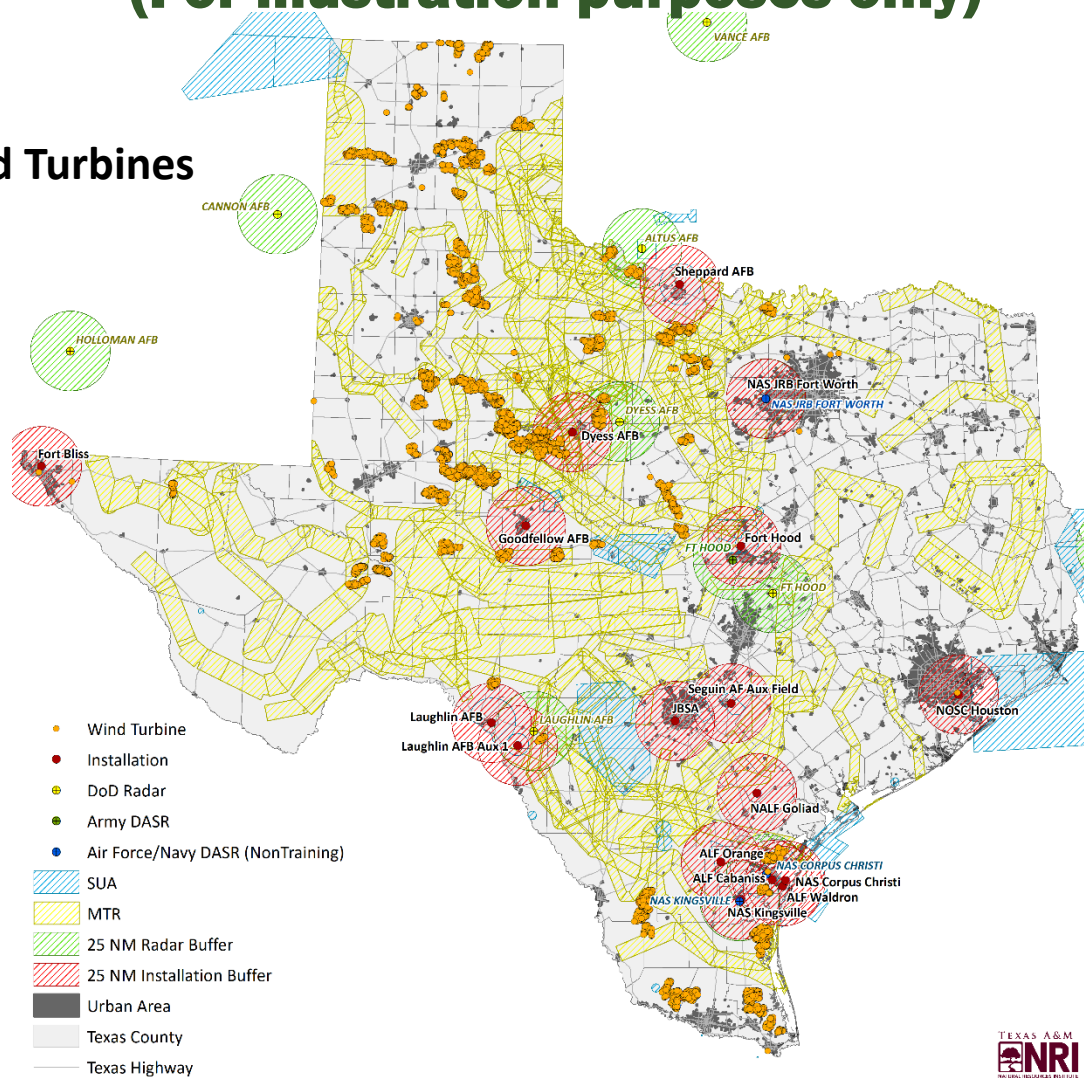 (For illustration purposes only)
VANCE AFB
d Turbines
CANNON AFB
ALTUS AFB
Sheppard AFB
HOLLOMAN AFB
NAS JRB Fort Worth
NAS JRB FORT WORTH
DYESS AFB
Dyess AFB
Fort Bliss
Goodfellow AFB
Fort Hood
FT HOOD
FT HOOD
Seguin AF Aux Field
JBSA
NOSC Houston
Laughlin AFB
LAUGHLIN AFB
Laughlin AFB Aux 1
NALF Goliad
ALF Orange
NAS CORPUS CHRISTI
ALF Cabaniss
NAS Corpus Christi
ALF Waldron
NAS KINGSVILLE
NAS Kingsville
Wind Turbine
Installation
DoD Radar
Army DASR
Air Force/Navy DASR (NonTraining)
SUA
MTR
25 NM Radar Buffer
25 NM Installation Buffer
Urban Area
Texas County
Texas Highway
TEXAS A&M
NRI
NATURAL RESOURCES INSTITUTE